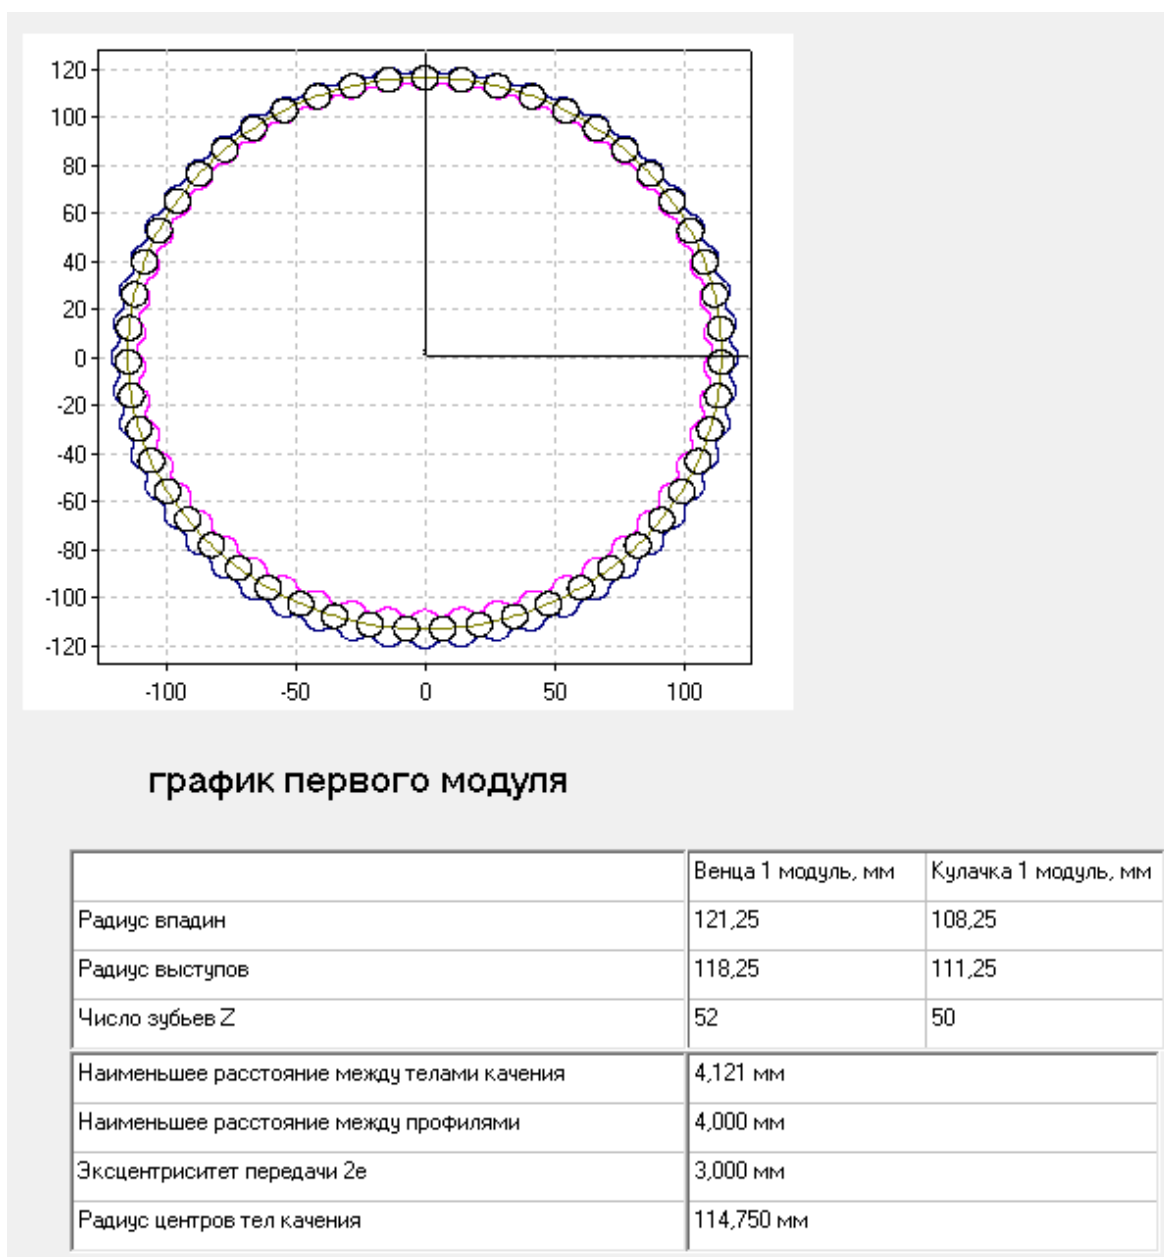 120
100
80
60
40
20
0
-20
-40
-60
-80
-100
-120
-100 -50 0 50 100
график первого модуля
Венца 1 модуль, мм Кулачка 1 модуль, мм
Радиус впадин 121,25 108,25
Радиус выступов 118,25 111,25
Число зубьев Z 52 50
Наименьшее расстояние между телами качения 4,121 мм
Наименьшее расстояние между профилями 4,000 мм
Эксцентриситет передачи 2е 3,000 мм
Радиус центров тел качения 114,750 мм